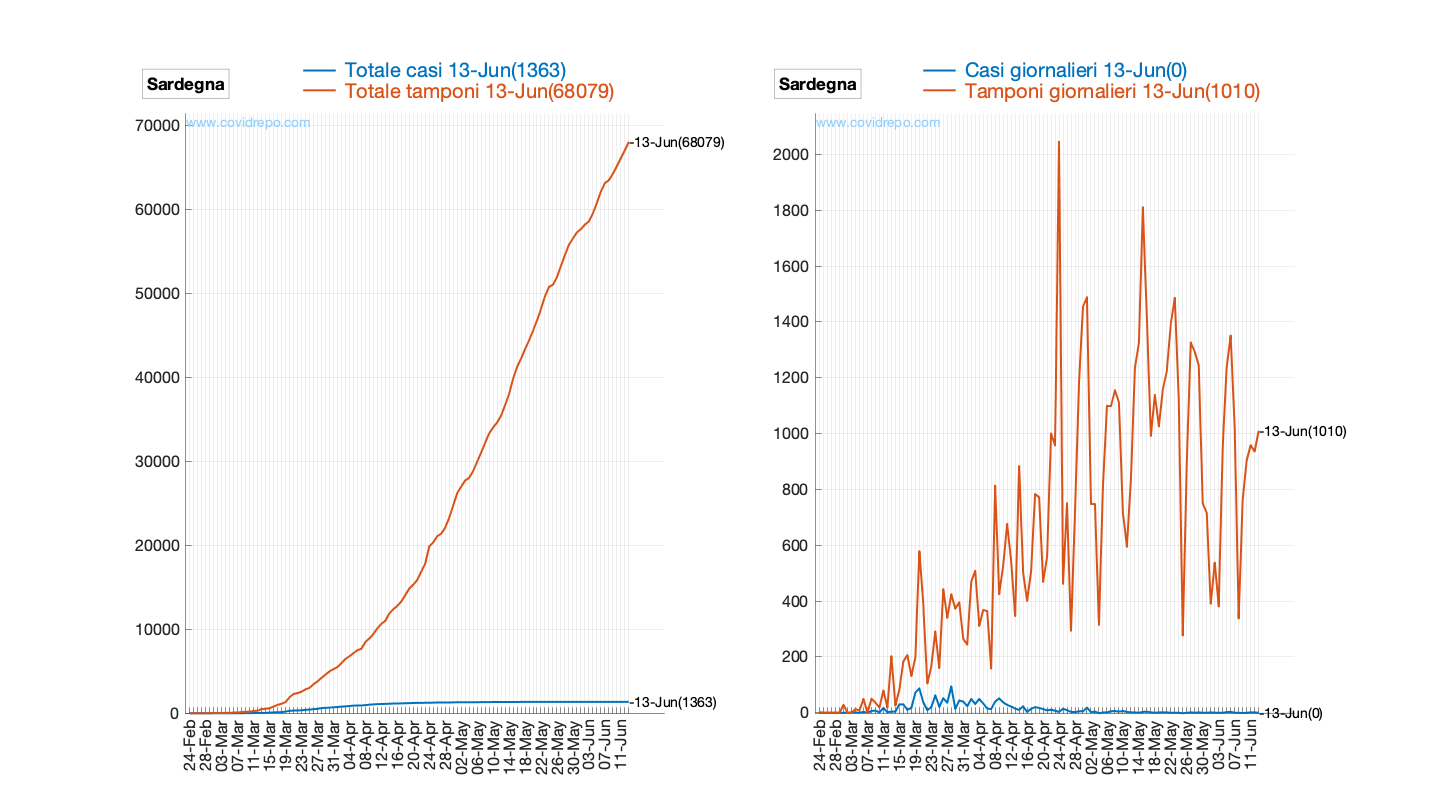 Sardegna
Totale casi 13-Jun(1363)
Totale tamponi 13-Jun(68079)
www.covidrepo.com
70000
60000
50000
40000
30000
20000
10000
0
13-Jun(68079)
13-Jun(1363)
24-Feb
28-Feb
03-Mar
07-Mar
11-Mar
15-Mar
19-Mar
23-Mar
27-Mar
31-Mar
04-Apr
08-Apr
12-Apr
16-Apr
20-Apr
24-Apr
28-Apr
02-May
06-May
10-May
14-May
18-May
22-May
26-May
30-May
03-Jun
07-Jun
11-Jun
Sardegna
Casi giornalieri 13-Jun(0)
Tamponi giornalieri 13-Jun(1010)
www.covidrepo.com
2000
1800
1600
1400
1200
1000
800
600
400
200
0
13-Jun(1010)
13-Jun(0)
24-Feb
28-Feb
03-Mar
07-Mar
11-Mar
15-Mar
19-Mar
23-Mar
27-Mar
31-Mar
04-Apr
08-Apr
12-Apr
16-Apr
20-Apr
24-Apr
28-Apr
02-May
06-May
10-May
14-May
18-May
22-May
26-May
30-May
03-Jun
07-Jun
11-Jun